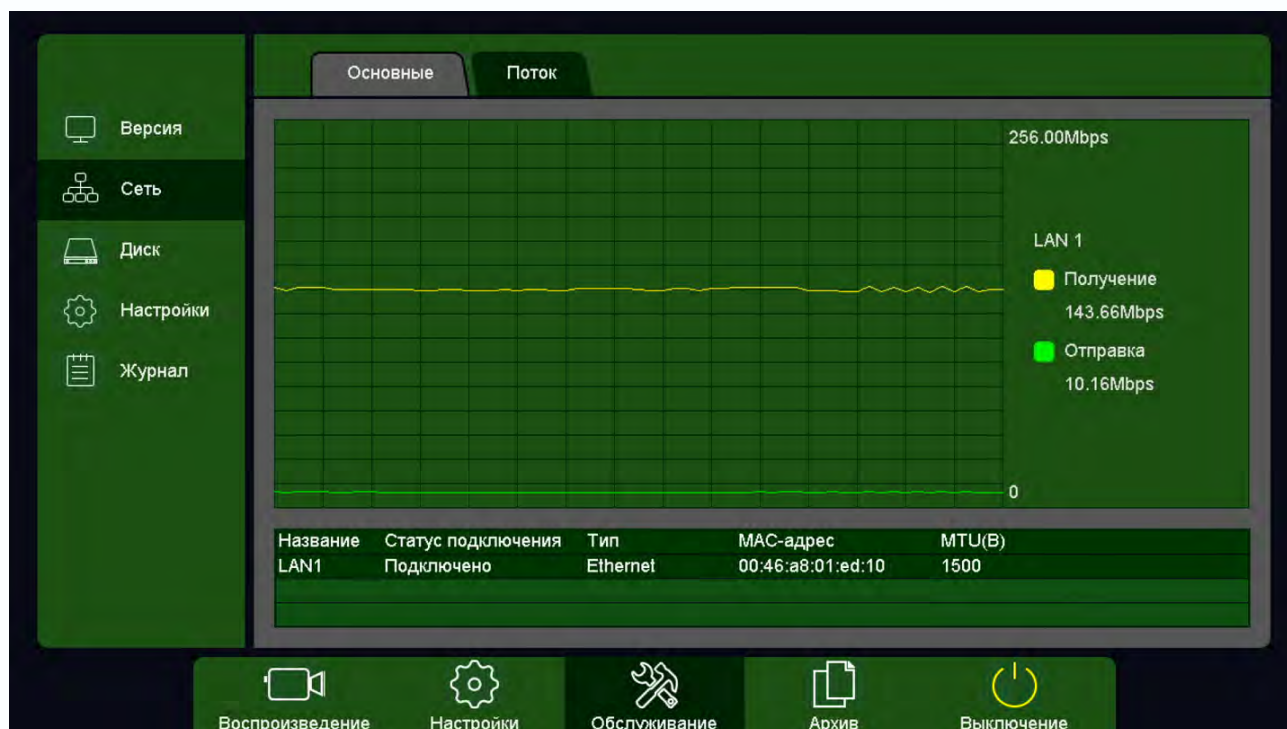 Основные Поток
Версия
Сеть
Диск
Настройки
Журнал
256.00Mbps
LAN 1
Получение
143.66Mbps
Отправка
10.16Mbps
0
Название Статус подключения Тип MAC-адрес MTU(B)
LAN1 Подключено Ethernet 00:46:a8:01:ed:10 1500
Воспроизведение Настройки Обслуживание Архив Выключение